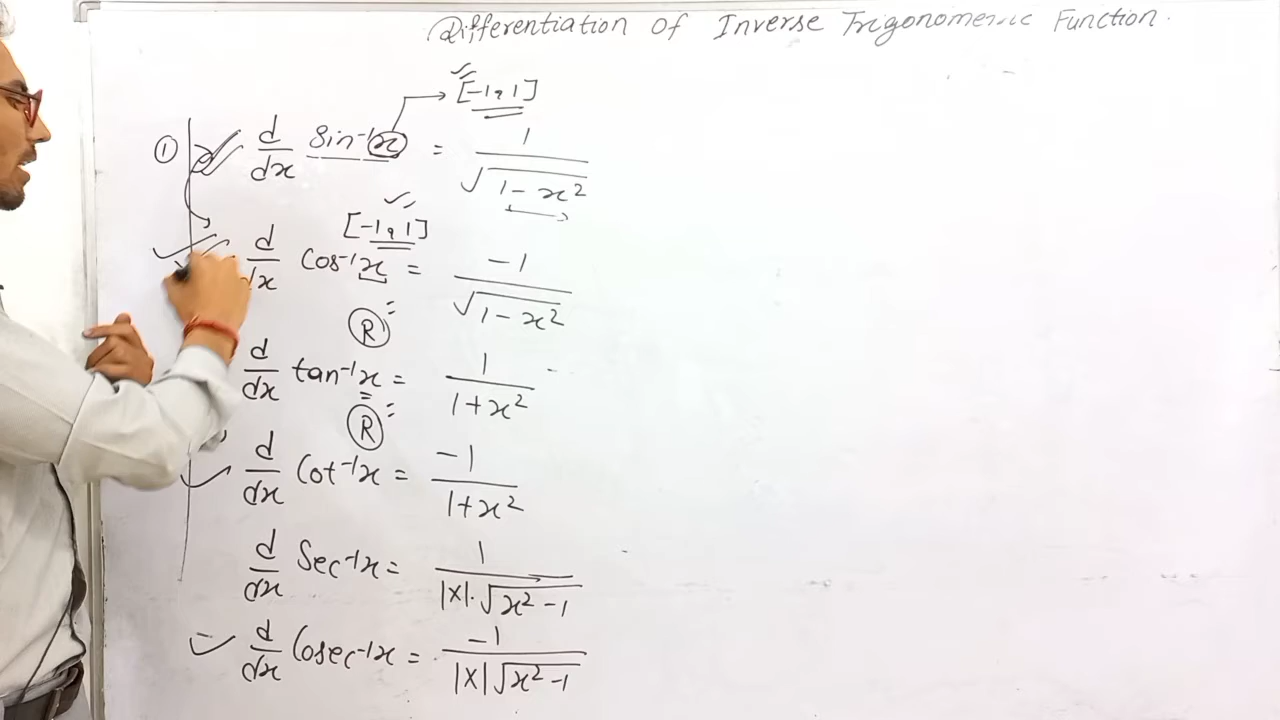 Differentiation Of Inverse Trigonometric Function.
[-1, 1]
① d/dx Sin⁻¹x = 1/√(1-x²)
[-1, 1]
d/dx Cos⁻¹x = -1/√(1-x²)
R
d/dx tan⁻¹x = 1/(1+x²)
R
d/dx Cot⁻¹x = -1/(1+x²)
d/dx Sec⁻¹x = 1/(|x|·√(x²-1))
d/dx Cosec⁻¹x = -1/(|x|√(x²-1))